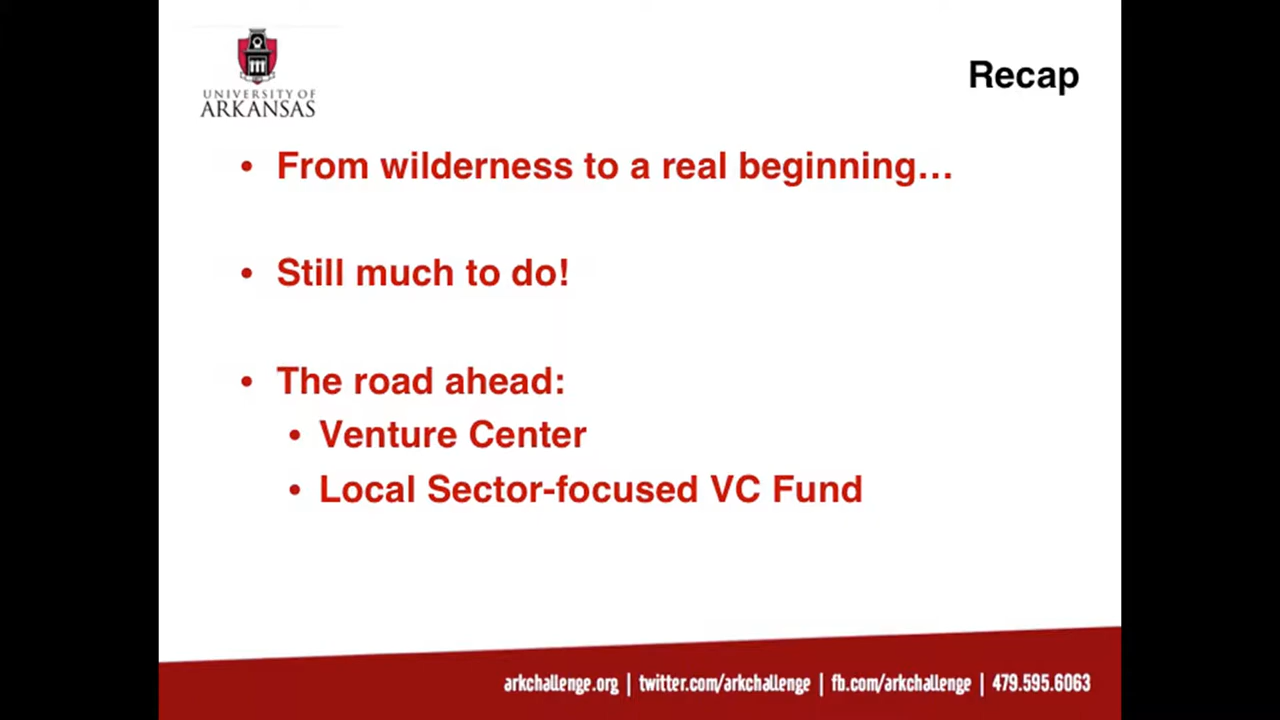 UNIVERSITY OF
ARKANSAS
Recap
• From wilderness to a real beginning…
• Still much to do!
• The road ahead:
• Venture Center
• Local Sector-focused VC Fund
arkchallenge.org | twitter.com/arkchallenge | fb.com/arkchallenge | 479.595.6063